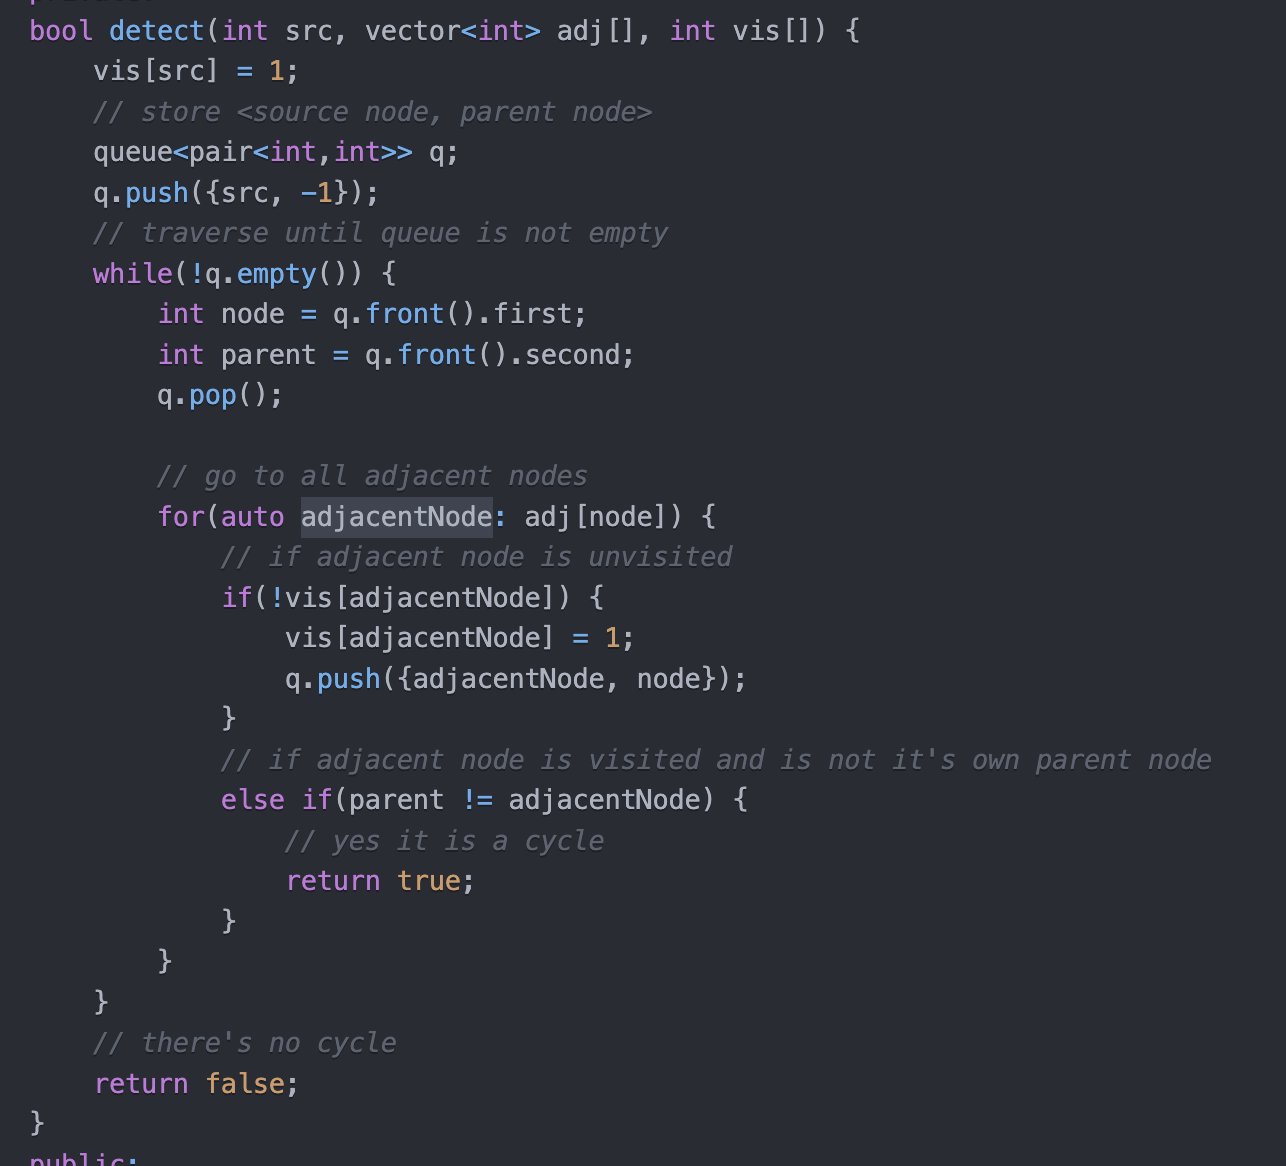 bool detect(int src, vector<int> adj[], int vis[]) {
vis[src] = 1;
// store <source node, parent node>
queue<pair<int,int>> q;
q.push({src, -1});
// traverse until queue is not empty
while(!q.empty()) {
int node = q.front().first;
int parent = q.front().second;
q.pop();
// go to all adjacent nodes
for(auto adjacentNode: adj[node]) {
// if adjacent node is unvisited
if(!vis[adjacentNode]) {
vis[adjacentNode] = 1;
q.push({adjacentNode, node});
}
// if adjacent node is visited and is not it's own parent node
else if(parent != adjacentNode) {
// yes it is a cycle
return true;
}
}
}
// there's no cycle
return false;
}
public: